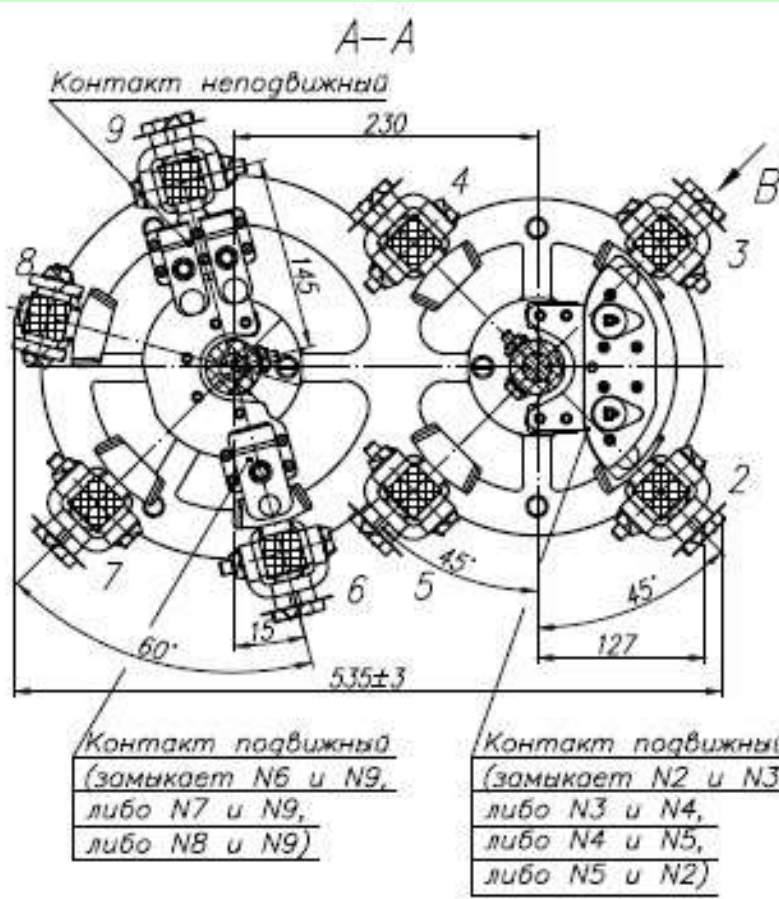 А-А
Контакт неподвижный
9
230
4
В
3
8
145
2
7
6
5
45°
45°
15
60°
127
535±3
Контакт подвижный
(замыкает N6 и N9,
либо N7 и N9,
либо N8 и N9)
Контакт подвижный
(замыкает N2 и N3
либо N3 и N4,
либо N4 и N5,
либо N5 и N2)